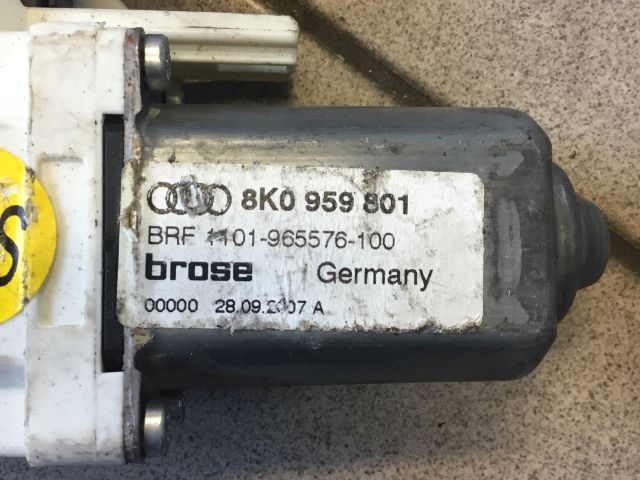 8K0 959 801
BRF 1101-965576-100
brose Germany
00000 28.09.2007 A
S